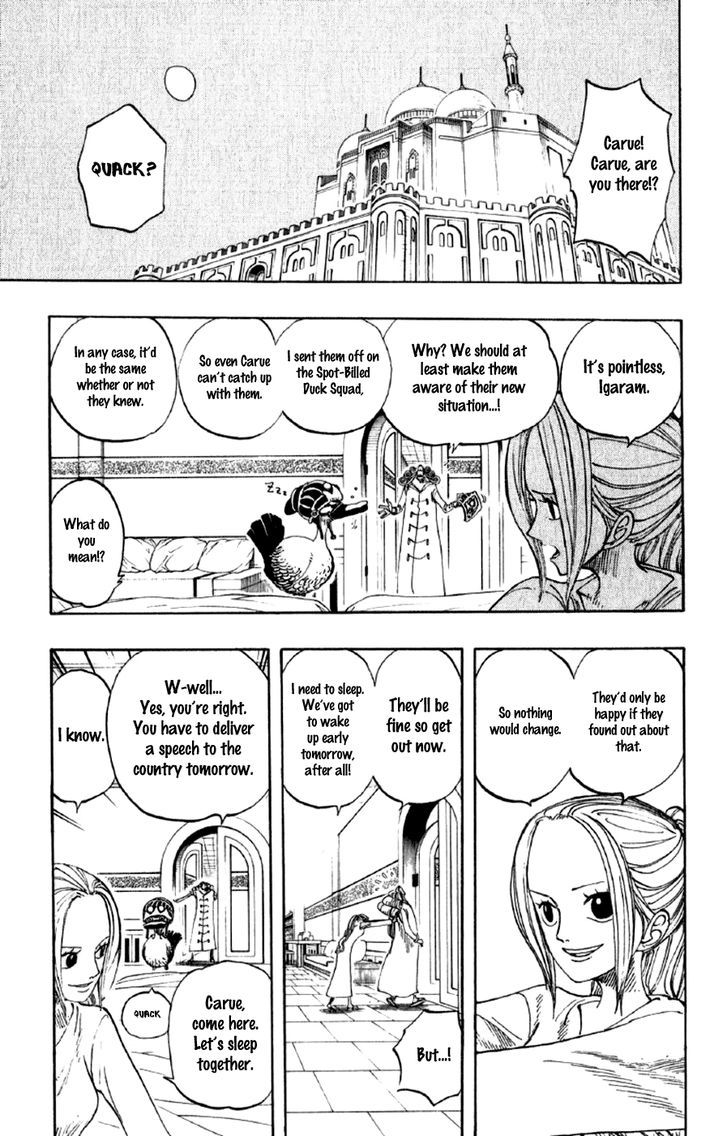 Carue!
Carue, are
you there!?
QUACK?
It's pointless,
Igaram.
Why? We should at
least make them
aware of their new
situation...!
I sent them off on
the Spot-Billed
Duck Squad,
So even Carue
can't catch up
with them.
In any case, it'd
be the same
whether or not
they knew.
Zzz
What do
you
mean!?
They'd only be
happy if they
found out about
that.
So nothing
would change.
They'll be
fine so get
out now.
I need to sleep.
We've got
to wake
up early
tomorrow,
after all!
But...!
W-well...
Yes, you're right.
You have to deliver
a speech to the
country tomorrow.
I know.
Carue,
come here.
Let's sleep
together.
QUACK